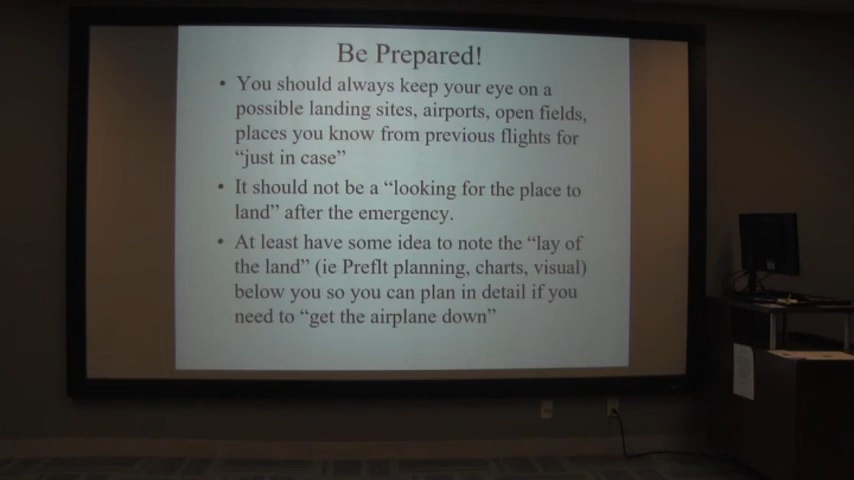 Be Prepared!
• You should always keep your eye on a
possible landing sites, airports, open fields,
places you know from previous flights for
“just in case”
• It should not be a “looking for the place to
land” after the emergency.
• At least have some idea to note the “lay of
the land” (ie Preflt planning, charts, visual)
below you so you can plan in detail if you
need to “get the airplane down”